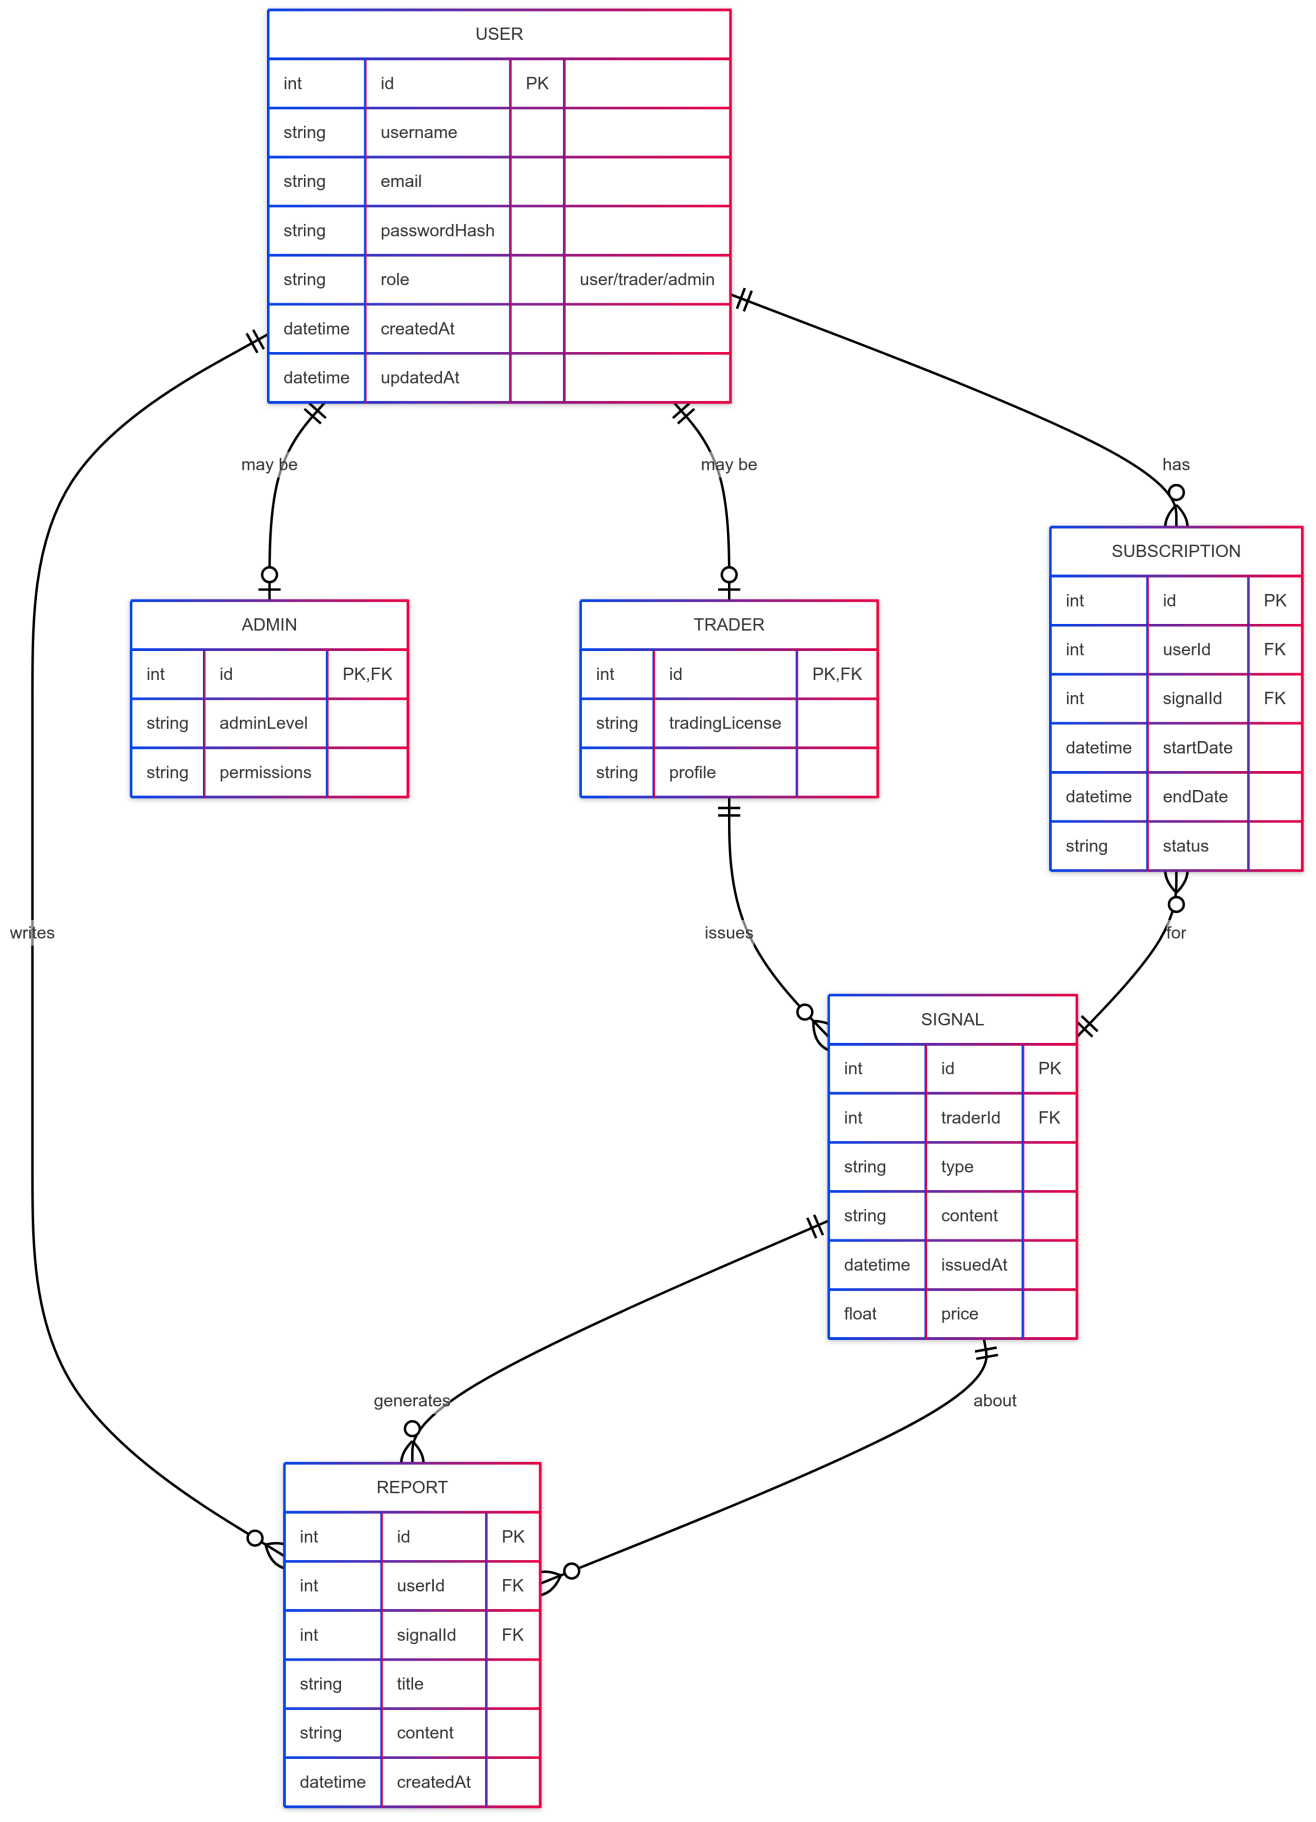 USER
int id PK
string username
string email
string passwordHash
string role user/trader/admin
datetime createdAt
datetime updatedAt
may be
may be
has
ADMIN
int id PK,FK
string adminLevel
string permissions
TRADER
int id PK,FK
string tradingLicense
string profile
SUBSCRIPTION
int id PK
int userId FK
int signalId FK
datetime startDate
datetime endDate
string status
writes
issues
for
SIGNAL
int id PK
int traderId FK
string type
string content
datetime issuedAt
float price
generates
about
REPORT
int id PK
int userId FK
int signalId FK
string title
string content
datetime createdAt